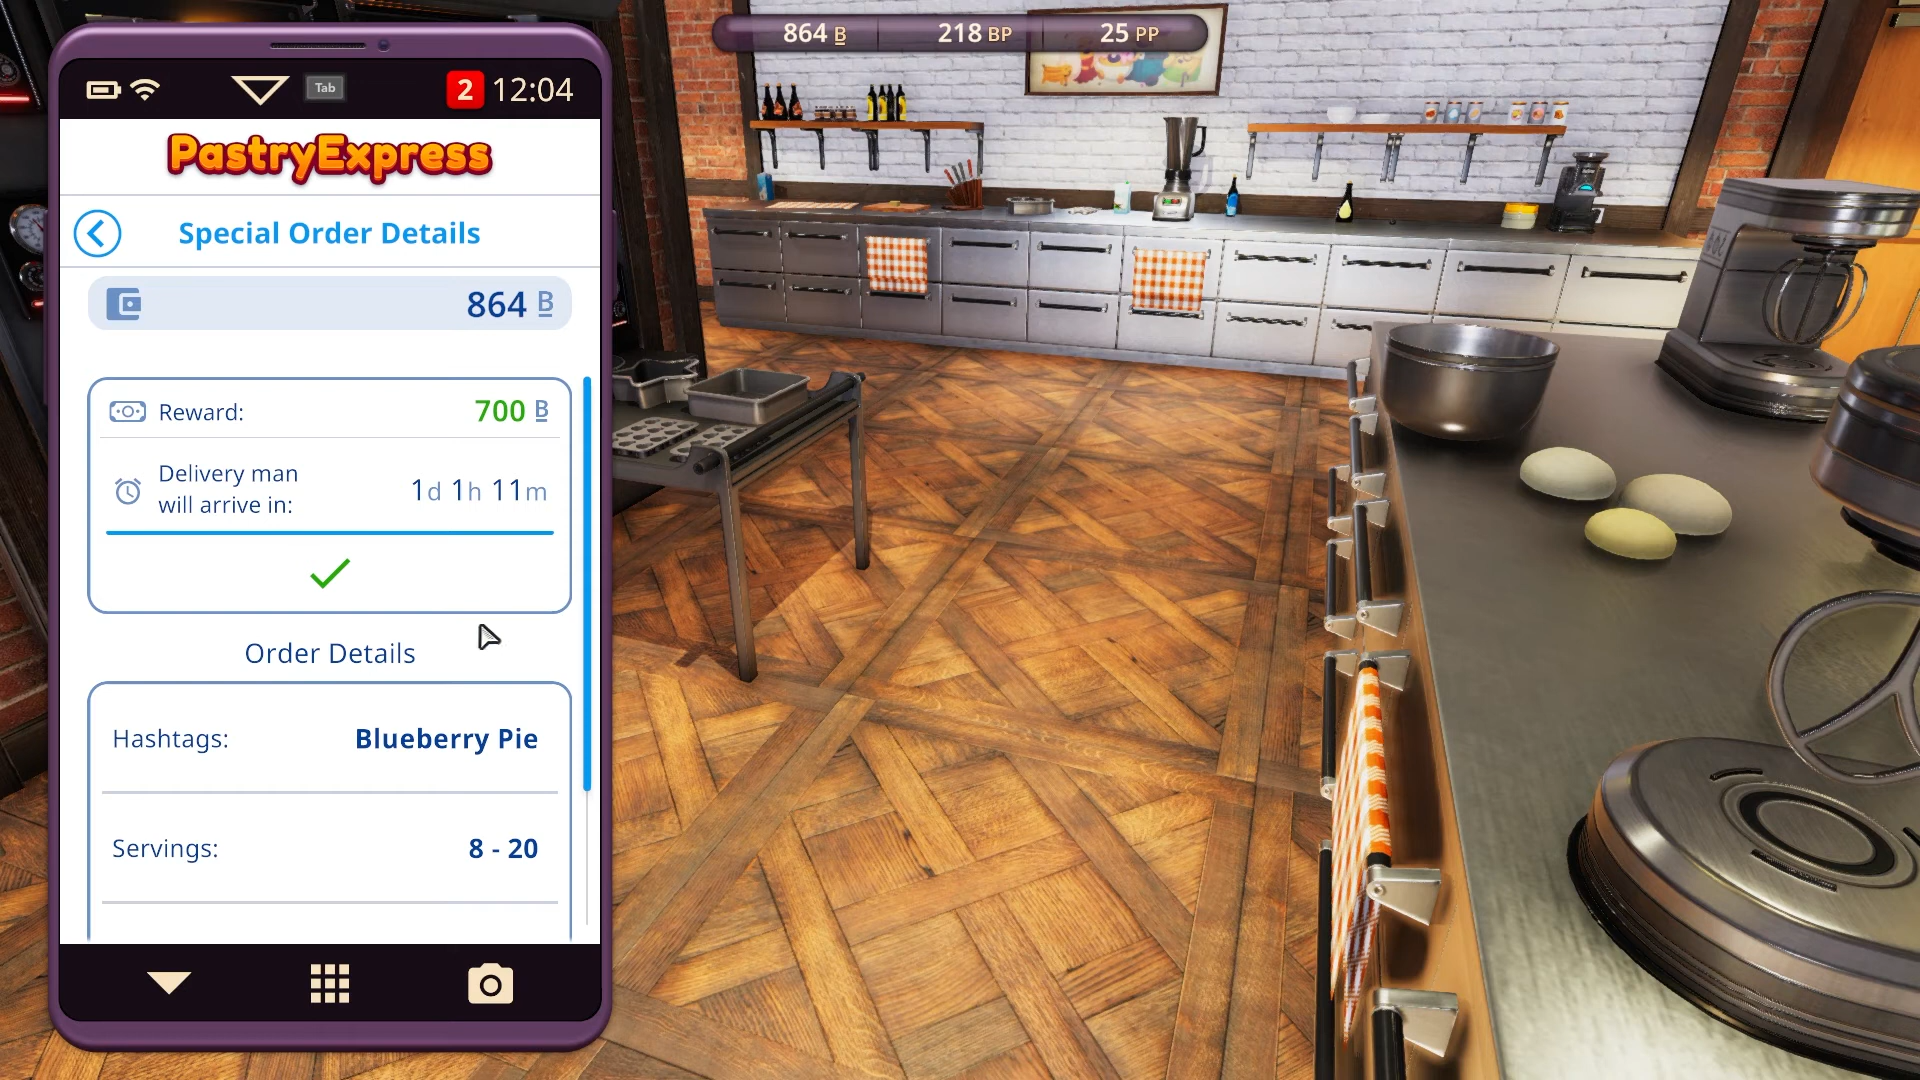 864 B 218 BP 25 PP
Tab 2 12:04
PastryExpress
Special Order Details
864 B
Reward: 700 B
Delivery man
will arrive in: 1d 1h 11m
Order Details
Hashtags: Blueberry Pie
Servings: 8 - 20